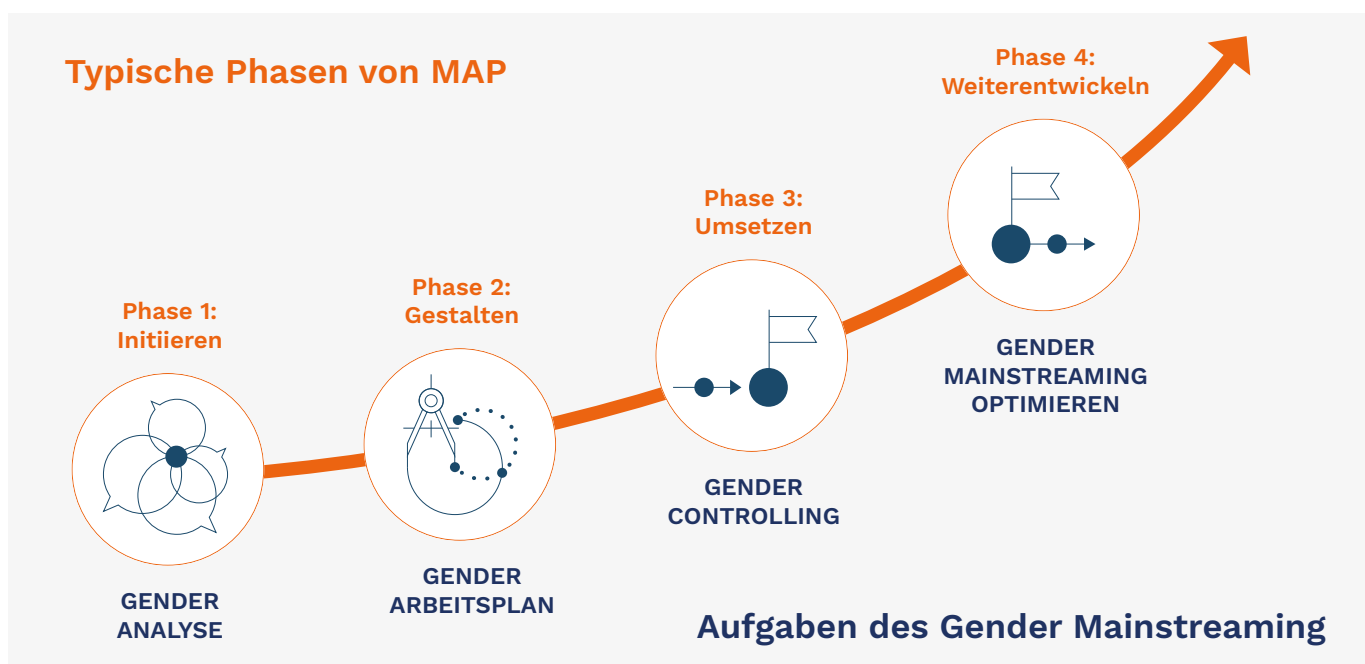 Typische Phasen von MAP
Phase 1:
Initiieren
GENDER
ANALYSE
Phase 2:
Gestalten
GENDER
ARBEITSPLAN
Phase 3:
Umsetzen
GENDER
CONTROLLING
Phase 4:
Weiterentwickeln
GENDER
MAINSTREAMING
OPTIMIEREN
Aufgaben des Gender Mainstreaming